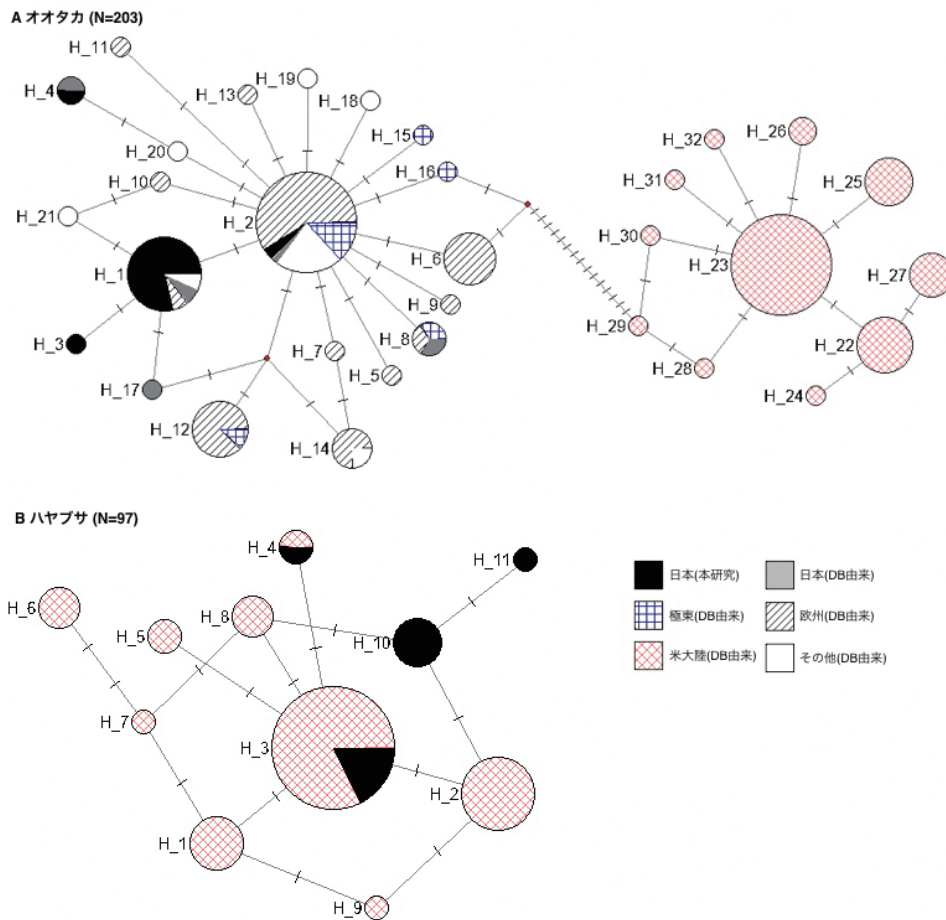 A オオタカ (N=203)
H_11
H_4
H_13
H_19
H_18
H_20
H_15
H_10
H_16
H_21
H_2
H_1
H_6
H_9
H_3
H_8
H_7
H_5
H_17
H_12
H_14
H_32
H_26
H_31
H_25
H_30
H_23
H_27
H_29
H_22
H_28
H_24
B ハヤブサ (N=97)
H_4
H_11
H_6
H_8
H_5
H_10
H_7
H_3
H_2
H_1
H_9
日本(本研究)
日本(DB由来)
極東(DB由来)
欧州(DB由来)
米大陸(DB由来)
その他(DB由来)